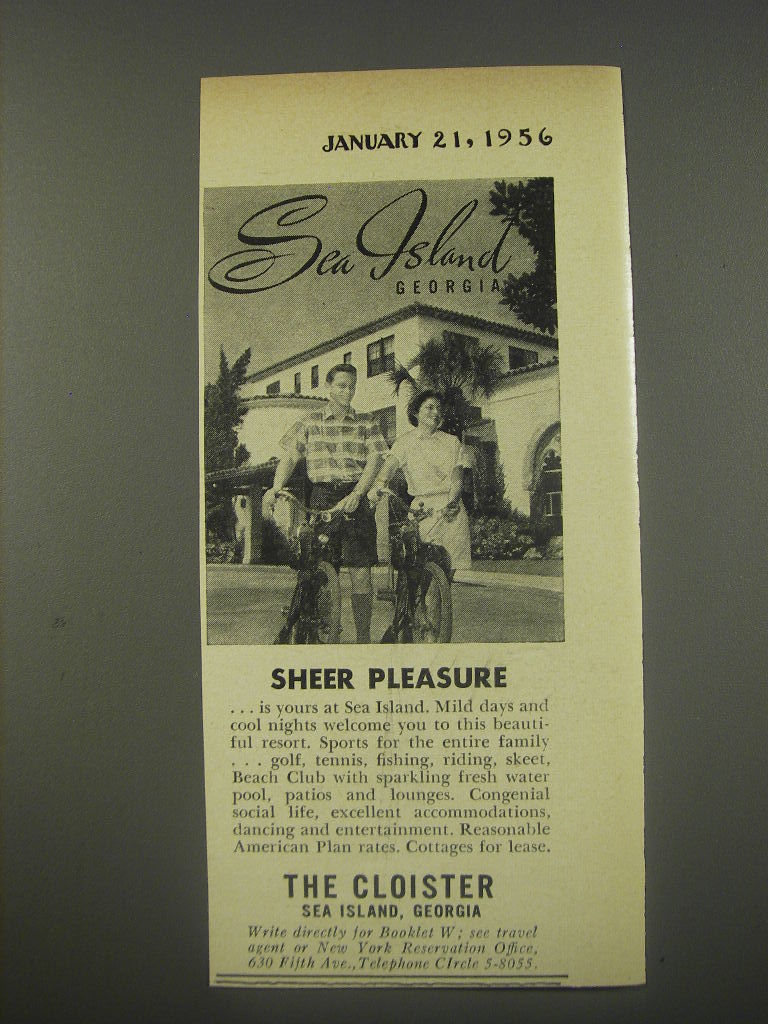 JANUARY 21, 1956
Sea Island
GEORGIA
SHEER PLEASURE
. . . is yours at Sea Island. Mild days and
cool nights welcome you to this beauti-
ful resort. Sports for the entire family
. . . golf, tennis, fishing, riding, skeet,
Beach Club with sparkling fresh water
pool, patios and lounges. Congenial
social life, excellent accommodations,
dancing and entertainment. Reasonable
American Plan rates. Cottages for lease.
THE CLOISTER
SEA ISLAND, GEORGIA
Write directly for Booklet W; see travel
agent or New York Reservation Office,
630 Fifth Ave., Telephone CIrcle 5-8055.